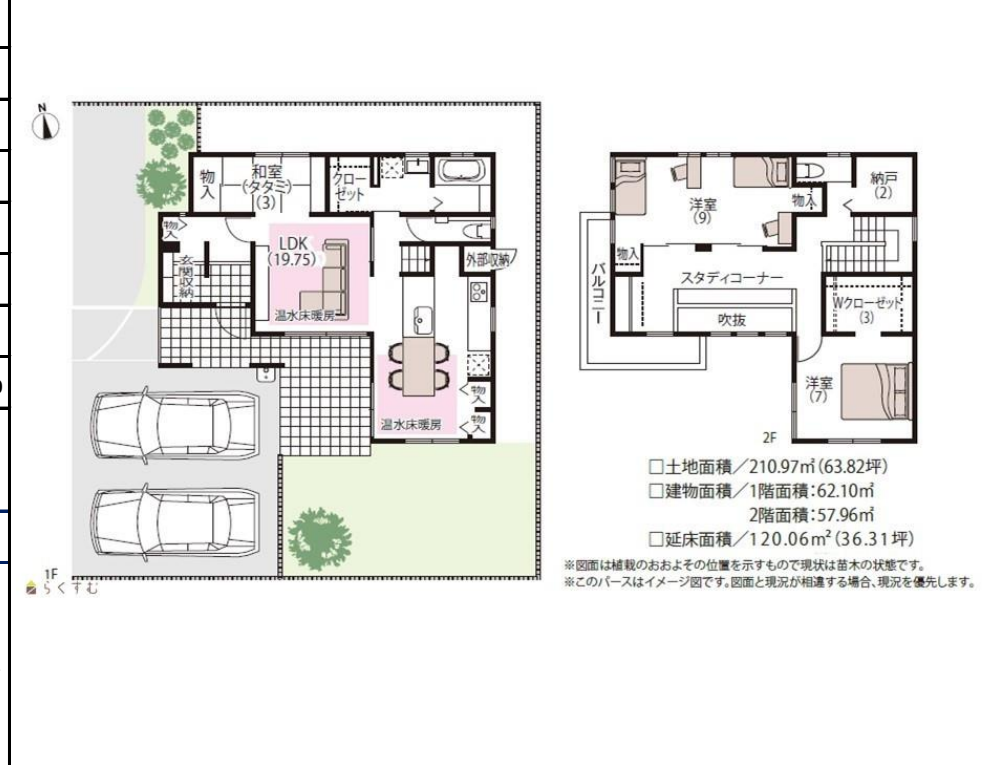 N
物
入
和室
(タタミ)
(3)
クロー
ゼット
物入
LDK
(19.75)
玄関収納
外部収納
温水床暖房
温水床暖房
物入
物入
1F
らくすむ
洋室
(9)
物入
納戸
(2)
物入
バルコニー
スタディコーナー
吹抜
Wクローゼット
(3)
洋室
(7)
2F
□土地面積/210.97㎡(63.82坪)
□建物面積/1階面積:62.10㎡
2階面積:57.96㎡
□延床面積/120.06㎡(36.31坪)
※図面は植栽のおおよその位置を示すもので現状は苗木の状態です。
※このパースはイメージ図です。図面と現況が相違する場合、現況を優先します。